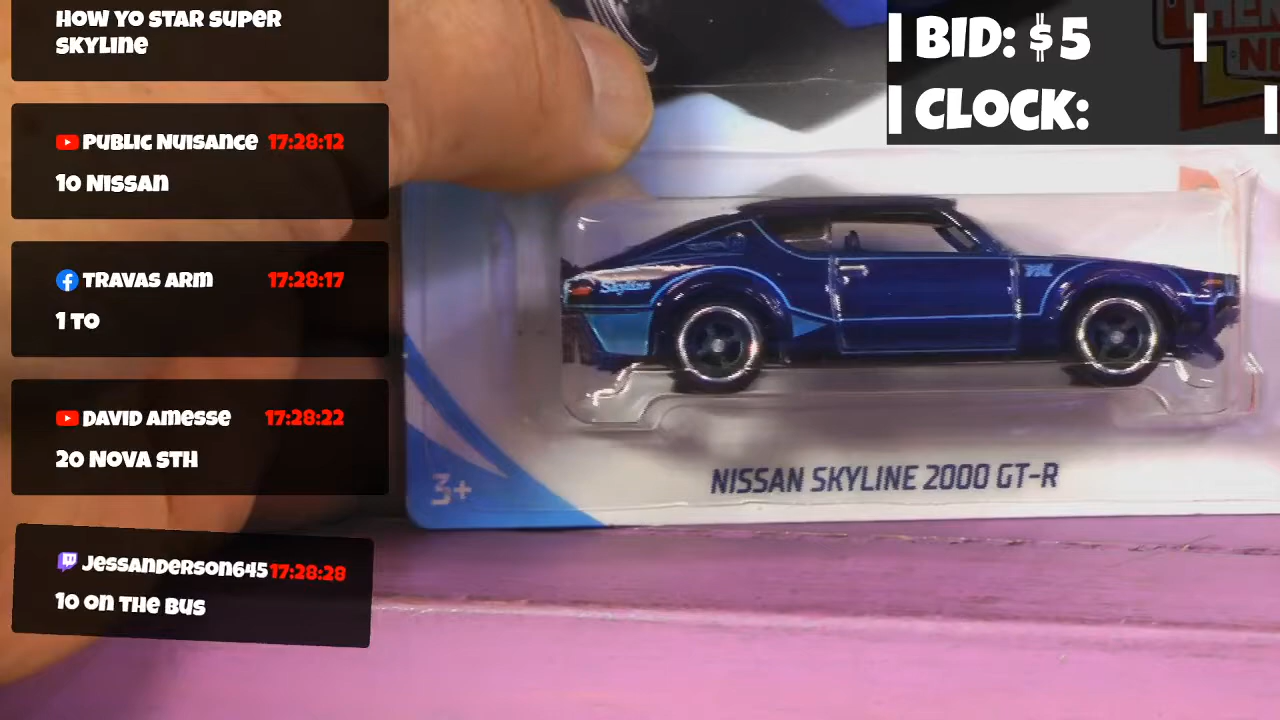 HOW YO STAR SUPER
SKYLINE
PUBLIC NUISANCE 17:28:12
10 NISSAN
TRAVAS ARM 17:28:17
1 TO
DAVID AMESSE 17:28:22
20 NOVA STH
JESSANDERSON645 17:28:28
10 ON THE BUS
| BID: $5 |
| CLOCK: |
Skyline
3+
NISSAN SKYLINE 2000 GT-R